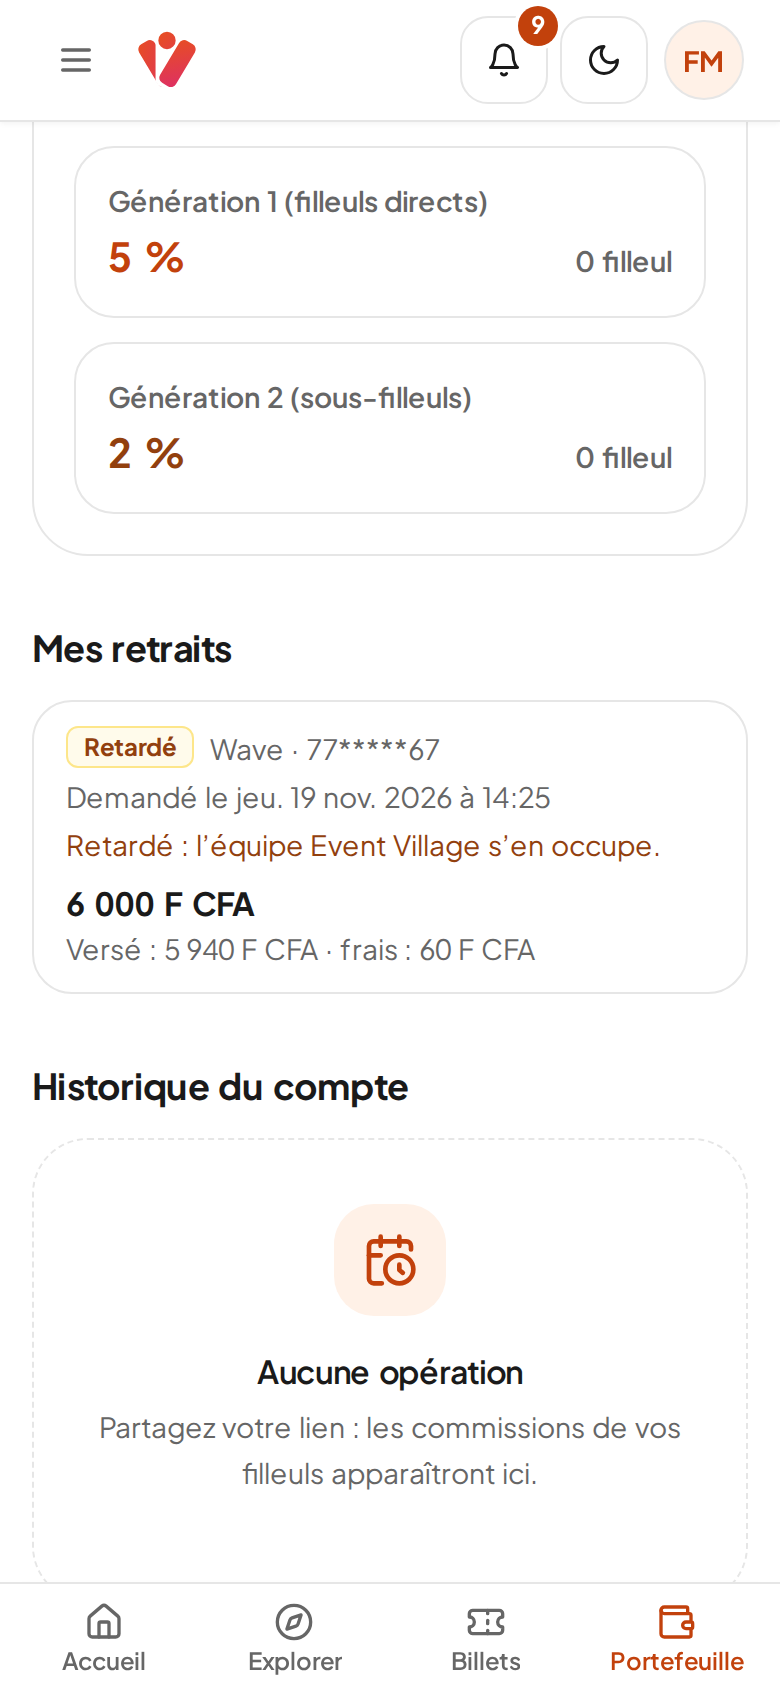 9
FM
Génération 1 (filleuls directs)
5 %
0 filleul
Génération 2 (sous-filleuls)
2 %
0 filleul
Mes retraits
Retardé Wave · 77*****67
Demandé le jeu. 19 nov. 2026 à 14:25
Retardé : l’équipe Event Village s’en occupe.
6 000 F CFA
Versé : 5 940 F CFA · frais : 60 F CFA
Historique du compte
Aucune opération
Partagez votre lien : les commissions de vos
filleuls apparaîtront ici.
Accueil
Explorer
Billets
Portefeuille